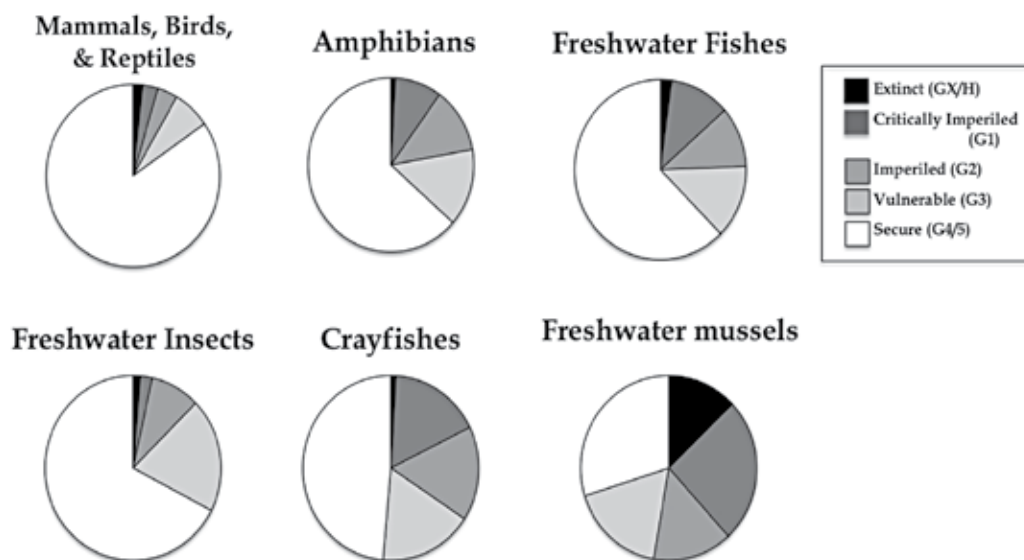 Mammals, Birds,
& Reptiles
Amphibians
Freshwater Fishes
Extinct (GX/H)
Critically Imperiled
(G1)
Imperiled (G2)
Vulnerable (G3)
Secure (G4/5)
Freshwater Insects
Crayfishes
Freshwater mussels